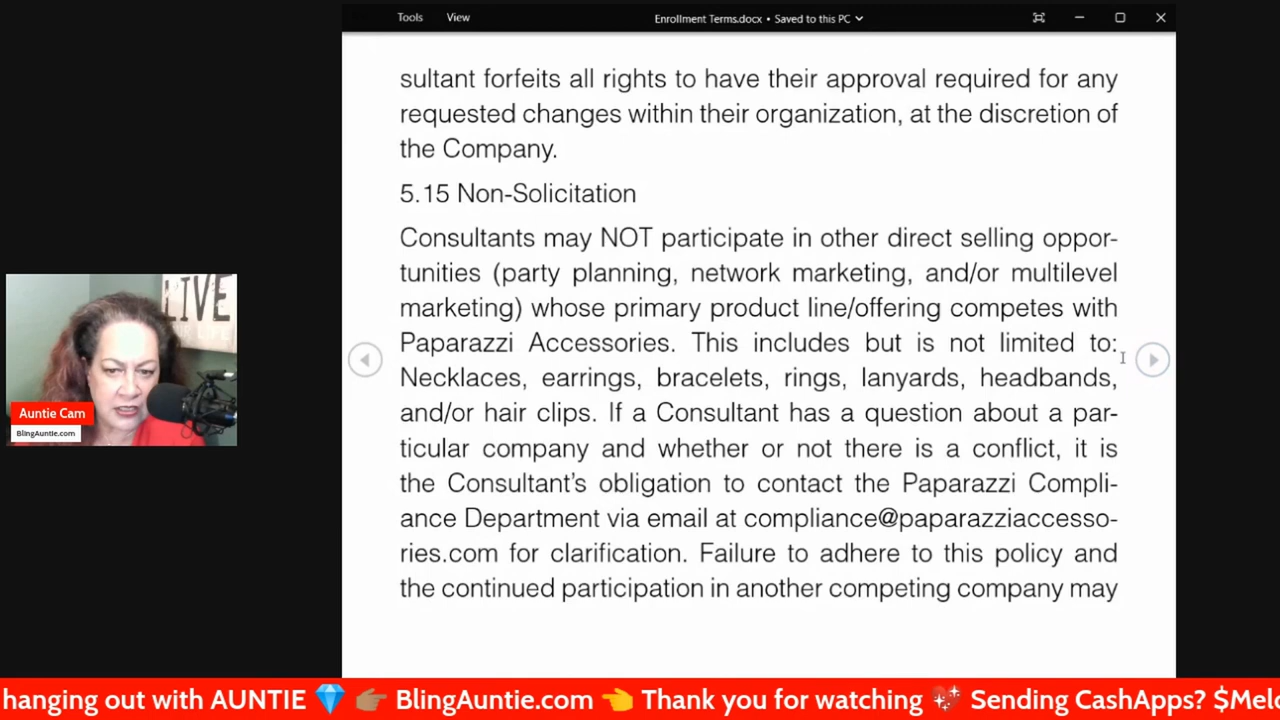 Tools View Enrollment Terms.docx • Saved to this PC
sultant forfeits all rights to have their approval required for any
requested changes within their organization, at the discretion of
the Company.
5.15 Non-Solicitation
Consultants may NOT participate in other direct selling oppor-
tunities (party planning, network marketing, and/or multilevel
marketing) whose primary product line/offering competes with
Paparazzi Accessories. This includes but is not limited to:
Necklaces, earrings, bracelets, rings, lanyards, headbands,
and/or hair clips. If a Consultant has a question about a par-
ticular company and whether or not there is a conflict, it is
the Consultant's obligation to contact the Paparazzi Compli-
ance Department via email at compliance@paparazziaccesso-
ries.com for clarification. Failure to adhere to this policy and
the continued participation in another competing company may
LIVE
Auntie Cam
BlingAuntie.com
hanging out with AUNTIE 💎 👉🏽 BlingAuntie.com 👈 Thank you for watching 💖 Sending CashApps?